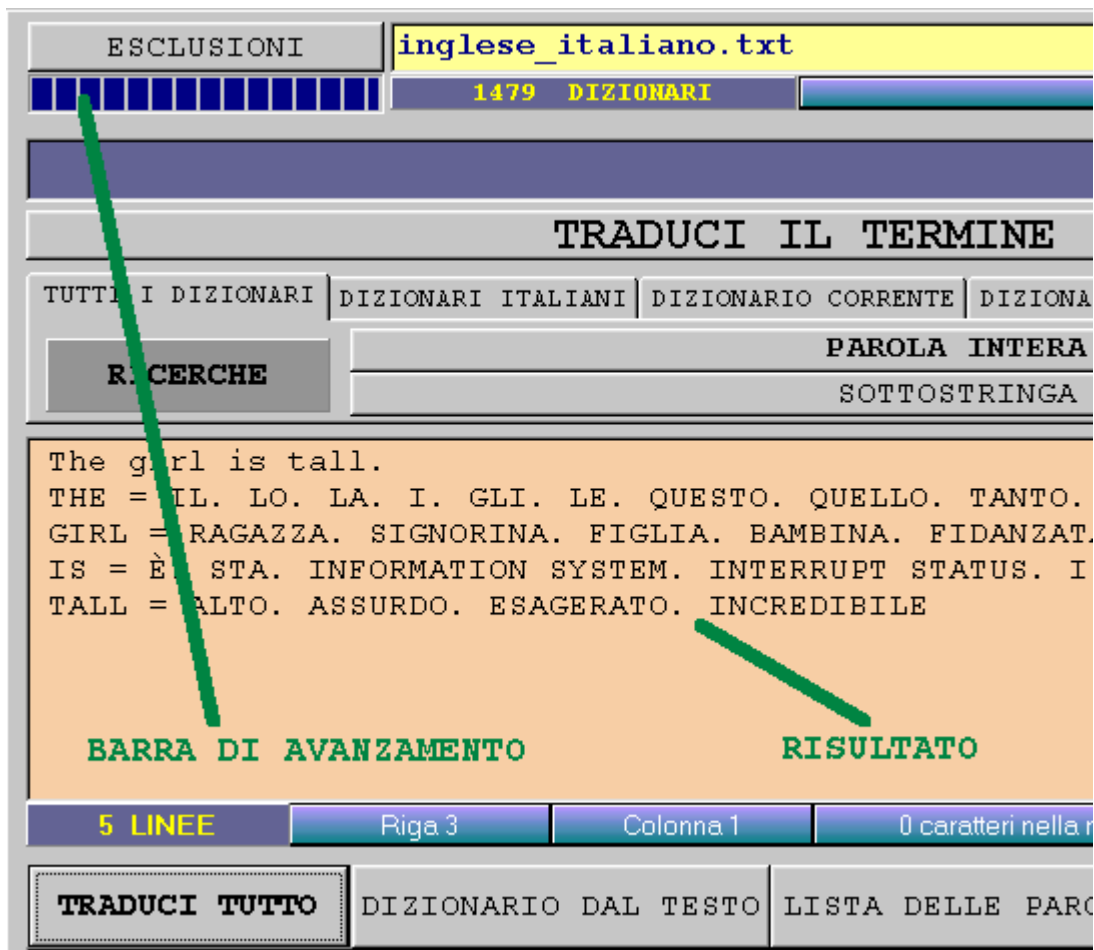 ESCLUSIONI
inglese_italiano.txt
1479 DIZIONARI
TRADUCI IL TERMINE
TUTTI I DIZIONARI
DIZIONARI ITALIANI
DIZIONARIO CORRENTE
RICERCHE
PAROLA INTERA
SOTTOSTRINGA
The girl is tall.
THE = IL. LO. LA. I. GLI. LE. QUESTO. QUELLO. TANTO.
GIRL = RAGAZZA. SIGNORINA. FIGLIA. BAMBINA. FIDANZATA
IS = È. STA. INFORMATION SYSTEM. INTERRUPT STATUS. I
TALL = ALTO. ASSURDO. ESAGERATO. INCREDIBILE
BARRA DI AVANZAMENTO
RISULTATO
5 LINEE
Riga 3
Colonna 1
0 caratteri nella
TRADUCI TUTTO
DIZIONARIO DAL TESTO
LISTA DELLE